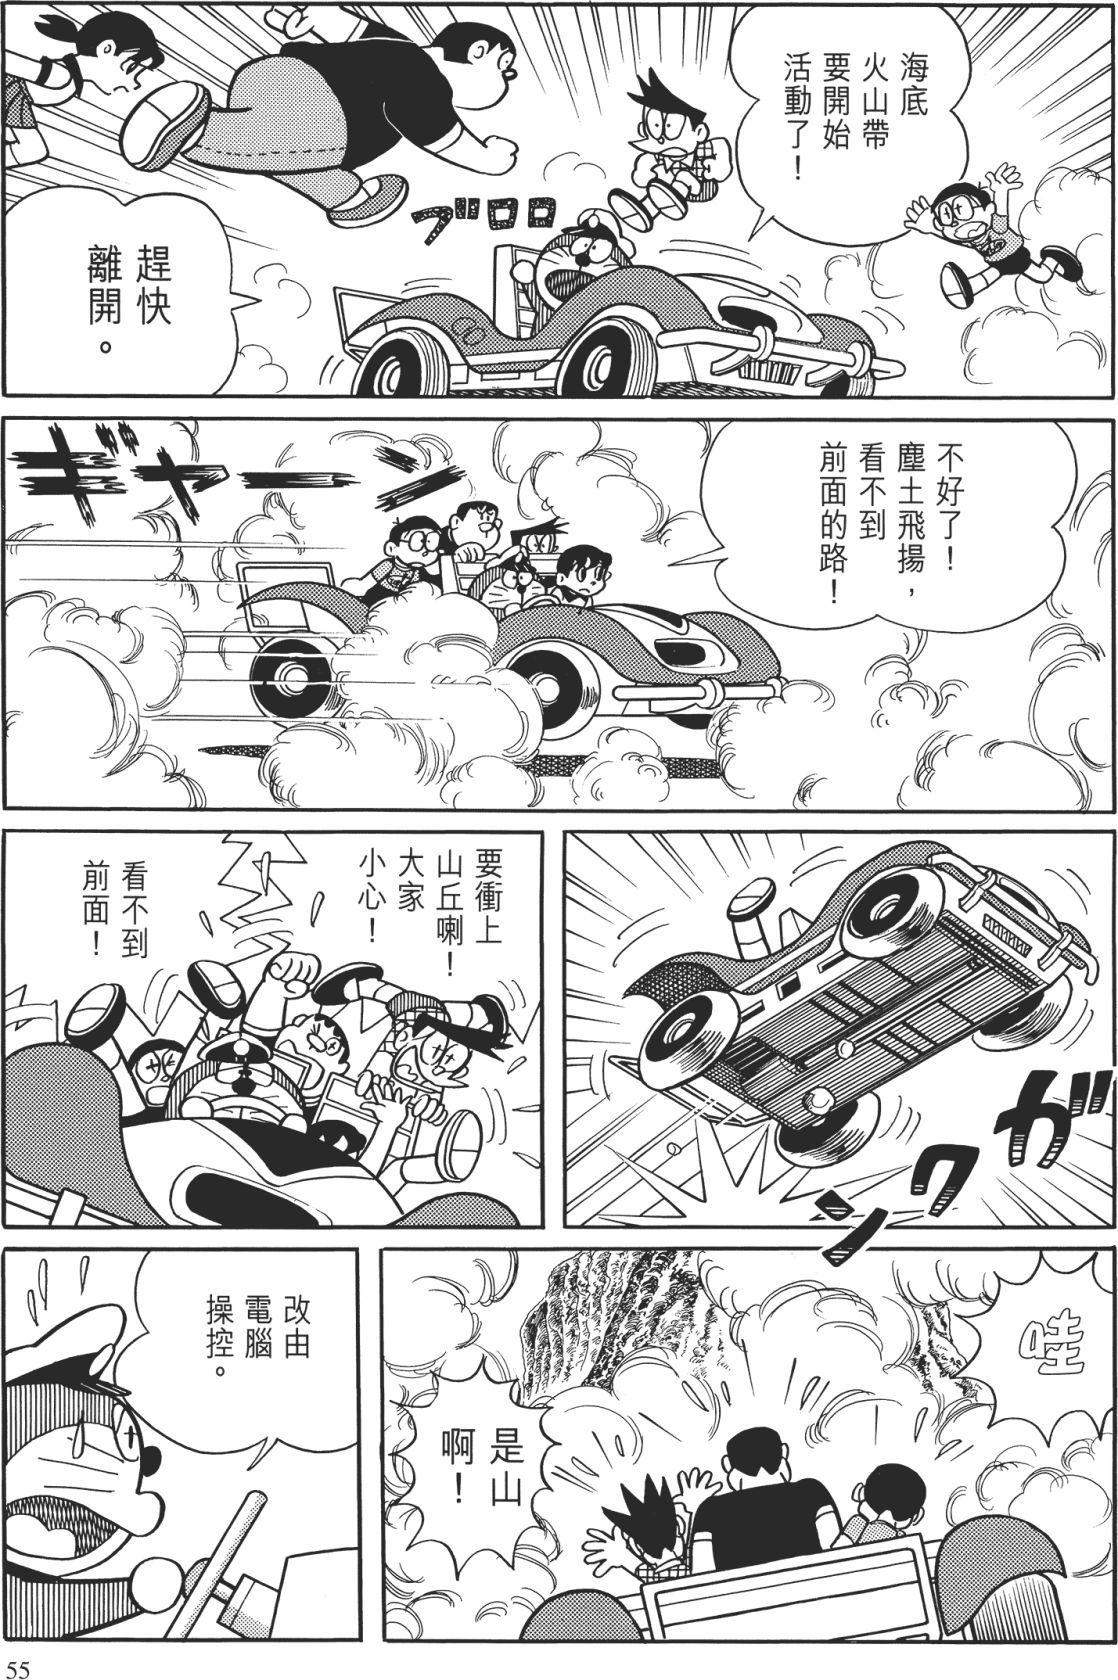 海底
火山帶
要開始
活動了！
ブロロロ
趕快
離開。
不好了！
塵土飛揚，
看不到
前面的路！
ギャーン
ガクン
要衝上
山丘喇！
大家
小心！
看不到
前面！
哇
是山
啊！
改由
電腦
操控。
55